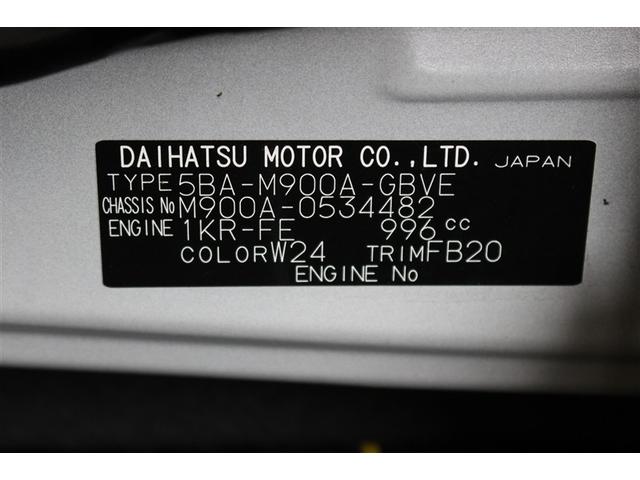 DAIHATSU MOTOR CO.,LTD. JAPAN
TYPE 5BA-M900A-GBVE
CHASSIS No M900A-0534482
ENGINE 1KR-FE 996 cc
COLOR W24 TRIM FB20
ENGINE No